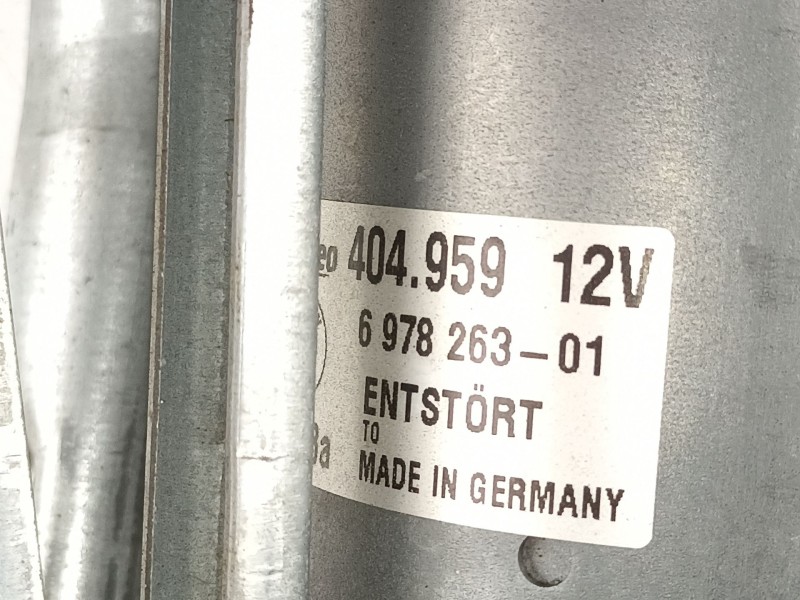 404.959 12V
6 978 263-01
ENTSTÖRT
TO
MADE IN GERMANY